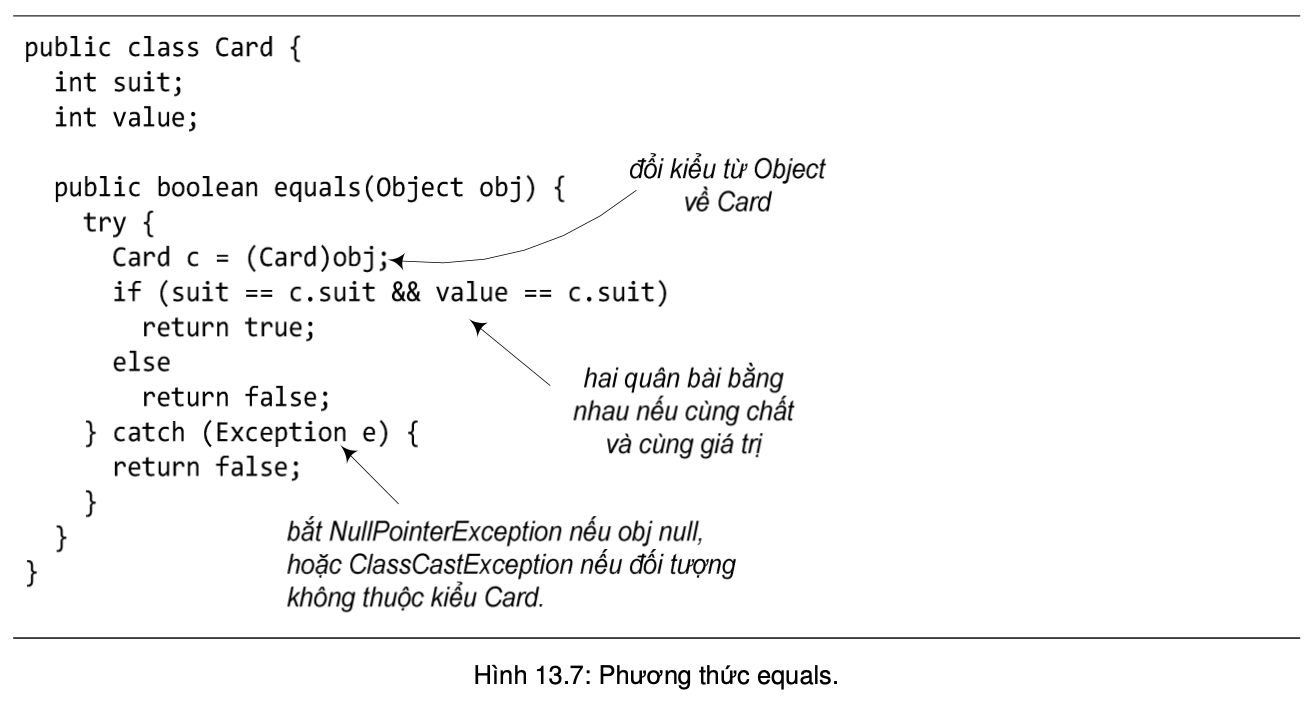 public class Card {
int suit;
int value;
public boolean equals(Object obj) {
try {
Card c = (Card)obj;
if (suit == c.suit && value == c.suit)
return true;
else
return false;
} catch (Exception e) {
return false;
}
}
}
đổi kiểu từ Object
về Card
hai quân bài bằng
nhau nếu cùng chất
và cùng giá trị
bắt NullPointerException nếu obj null,
hoặc ClassCastException nếu đối tượng
không thuộc kiểu Card.
Hình 13.7: Phương thức equals.